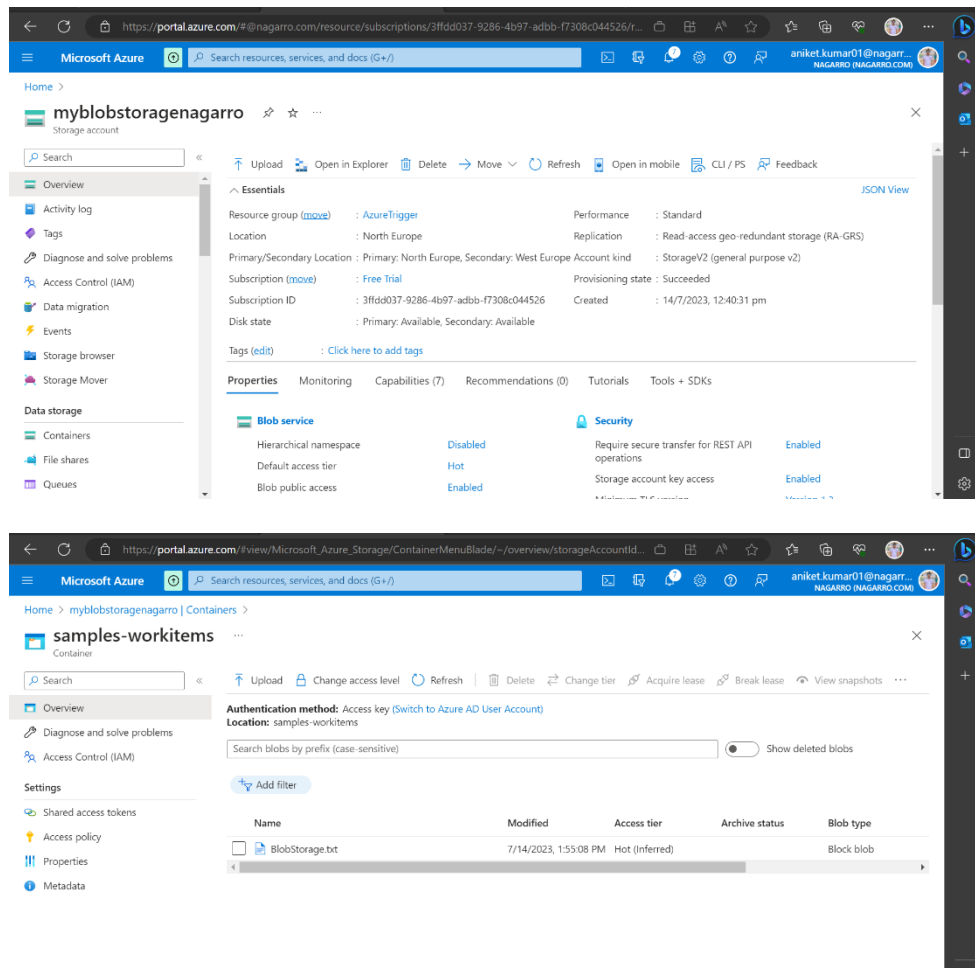 https://portal.azure.com/#@nagarro.com/resource/subscriptions/3ffdd037-9286-4b97-adbb-f7308c044526/r...
Microsoft Azure
Search resources, services, and docs (G+/)
7
aniket.kumar01@nagarr...
NAGARRO (NAGARRO.COM)
Home >
myblobstoragenagarro
Storage account
Search
Upload Open in Explorer Delete Move Refresh Open in mobile CLI / PS Feedback
Overview
Activity log
Tags
Diagnose and solve problems
Access Control (IAM)
Data migration
Events
Storage browser
Storage Mover
Data storage
Containers
File shares
Queues
Essentials
JSON View
Resource group (move) : AzureTrigger
Location : North Europe
Primary/Secondary Location : Primary: North Europe, Secondary: West Europe
Subscription (move) : Free Trial
Subscription ID : 3ffdd037-9286-4b97-adbb-f7308c044526
Disk state : Primary: Available, Secondary: Available
Performance : Standard
Replication : Read-access geo-redundant storage (RA-GRS)
Account kind : StorageV2 (general purpose v2)
Provisioning state : Succeeded
Created : 14/7/2023, 12:40:31 pm
Tags (edit) : Click here to add tags
Properties Monitoring Capabilities (7) Recommendations (0) Tutorials Tools + SDKs
Blob service
Hierarchical namespace Disabled
Default access tier Hot
Blob public access Enabled
Security
Require secure transfer for REST API
operations Enabled
Storage account key access Enabled
https://portal.azure.com/#view/Microsoft_Azure_Storage/ContainerMenuBlade/~/overview/storageAccountId...
Microsoft Azure
Search resources, services, and docs (G+/)
7
aniket.kumar01@nagarr...
NAGARRO (NAGARRO.COM)
Home > myblobstoragenagarro | Containers >
samples-workitems
Container
Search
Upload Change access level Refresh Delete Change tier Acquire lease Break lease View snapshots
Overview
Diagnose and solve problems
Access Control (IAM)
Settings
Shared access tokens
Access policy
Properties
Metadata
Authentication method: Access key (Switch to Azure AD User Account)
Location: samples-workitems
Search blobs by prefix (case-sensitive)
Show deleted blobs
Add filter
Name Modified Access tier Archive status Blob type
BlobStorage.txt 7/14/2023, 1:55:08 PM Hot (Inferred) Block blob